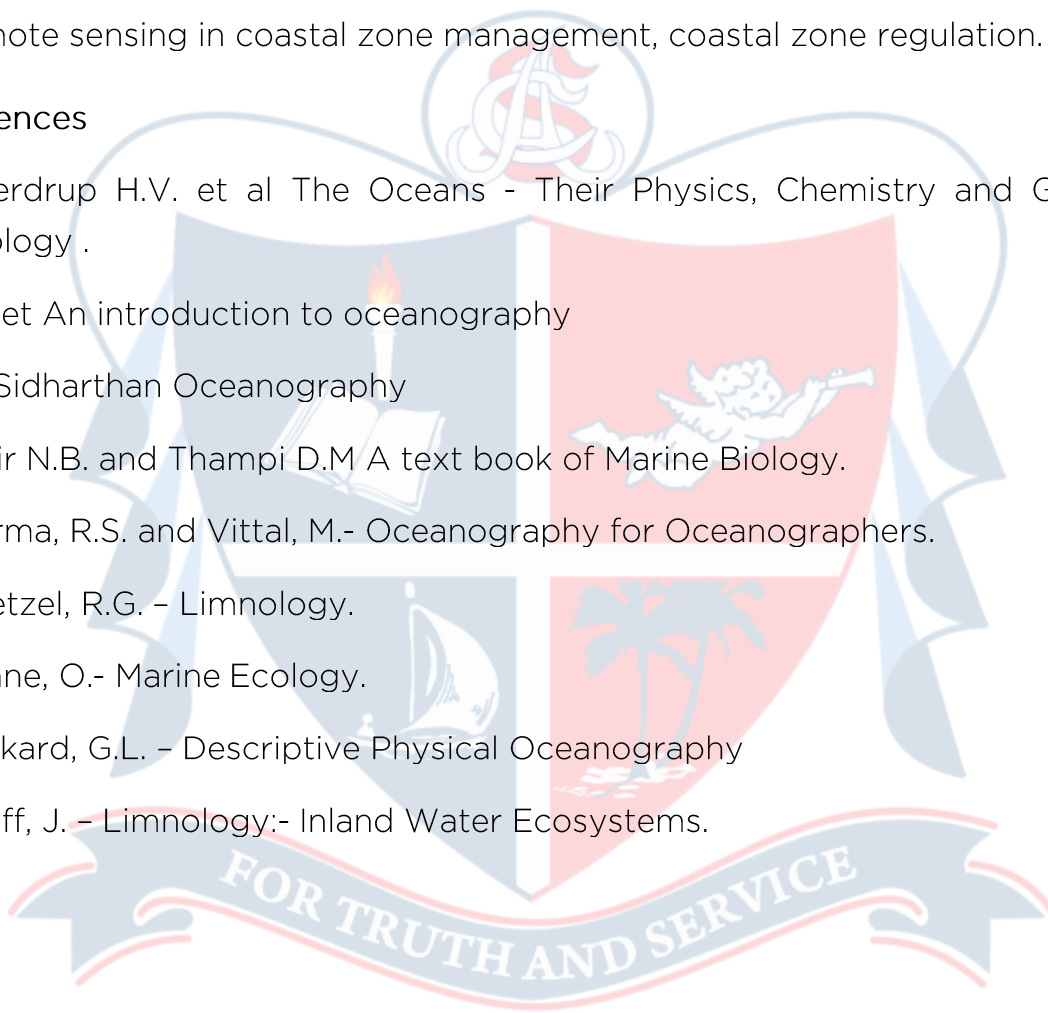 note sensing in coastal zone management, coastal zone regulation.
ences
erdrup H.V. et al The Oceans - Their Physics, Chemistry and G
ology .
et An introduction to oceanography
Sidharthan Oceanography
ir N.B. and Thampi D.M A text book of Marine Biology.
rma, R.S. and Vittal, M.- Oceanography for Oceanographers.
etzel, R.G. – Limnology.
ne, O.- Marine Ecology.
kard, G.L. – Descriptive Physical Oceanography
ff, J. – Limnology:- Inland Water Ecosystems.
FOR TRUTH AND SERVICE